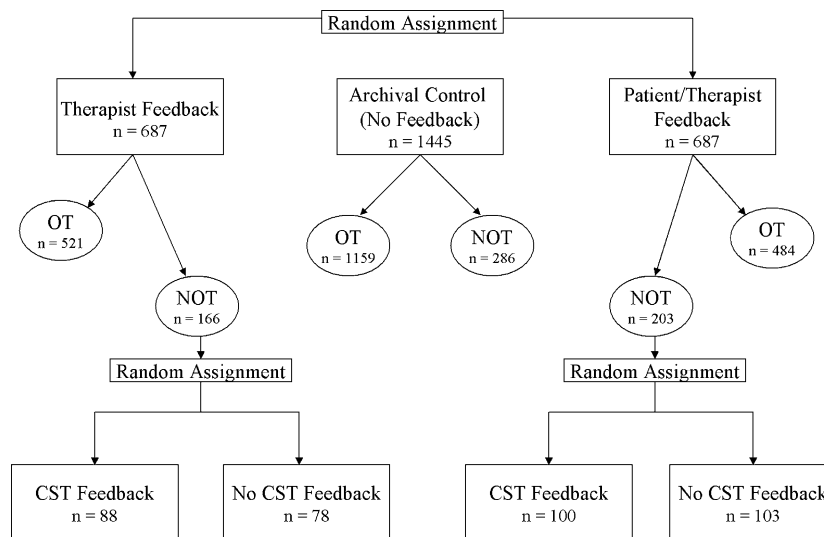 Random Assignment
Therapist Feedback
n = 687
Archival Control
(No Feedback)
n = 1445
Patient/Therapist
Feedback
n = 687
OT
n = 521
OT
n = 1159
NOT
n = 286
OT
n = 484
NOT
n = 166
NOT
n = 203
Random Assignment
Random Assignment
CST Feedback
n = 88
No CST Feedback
n = 78
CST Feedback
n = 100
No CST Feedback
n = 103